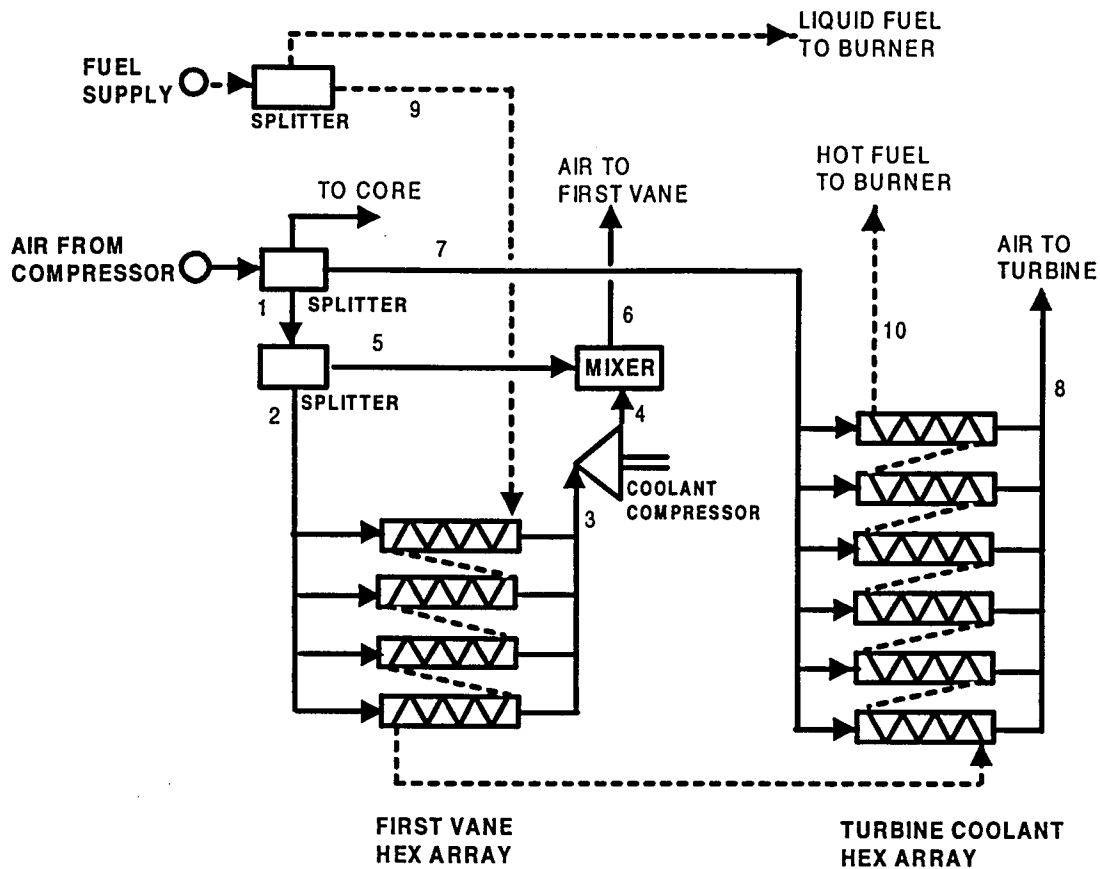 LIQUID FUEL
TO BURNER
FUEL
SUPPLY
SPLITTER
9
TO CORE
AIR TO
FIRST VANE
HOT FUEL
TO BURNER
AIR FROM
COMPRESSOR
7
AIR TO
TURBINE
1
SPLITTER
6
10
5
MIXER
2
SPLITTER
4
8
COOLANT
COMPRESSOR
3
FIRST VANE
HEX ARRAY
TURBINE COOLANT
HEX ARRAY